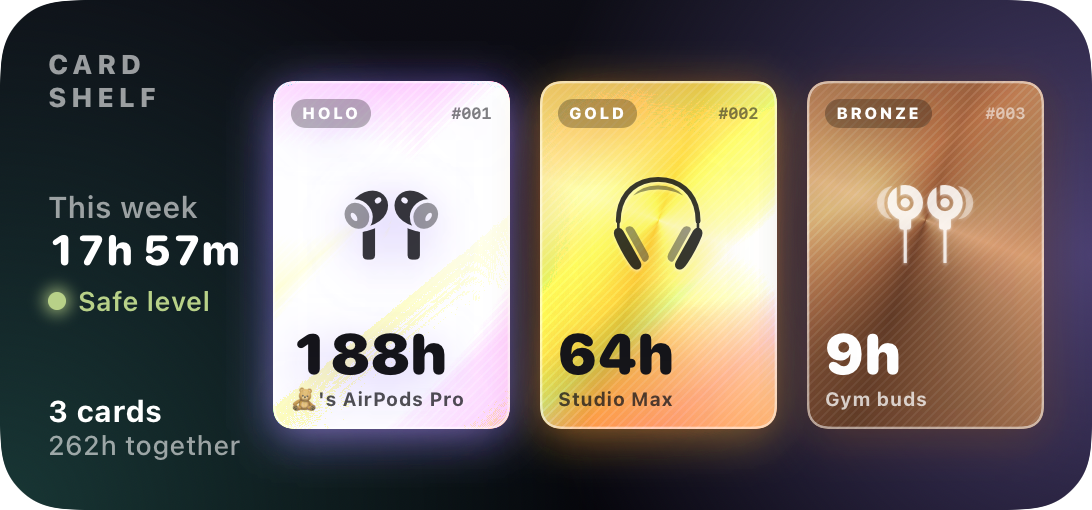 CARD
SHELF
This week
17h 57m
Safe level
3 cards
262h together
HOLO #001
188h
🧸's AirPods Pro
GOLD #002
64h
Studio Max
BRONZE #003
9h
Gym buds